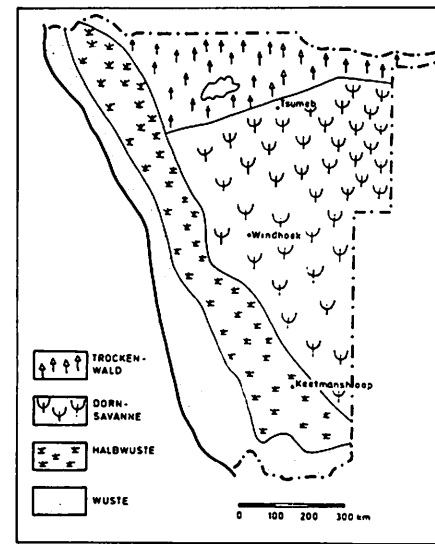 Tsumeb
Windhoek
Keetmanshoop
TROCKEN-
WALD
DORN-
SAVANNE
HALBWUSTE
WUSTE
0 100 200 300 km